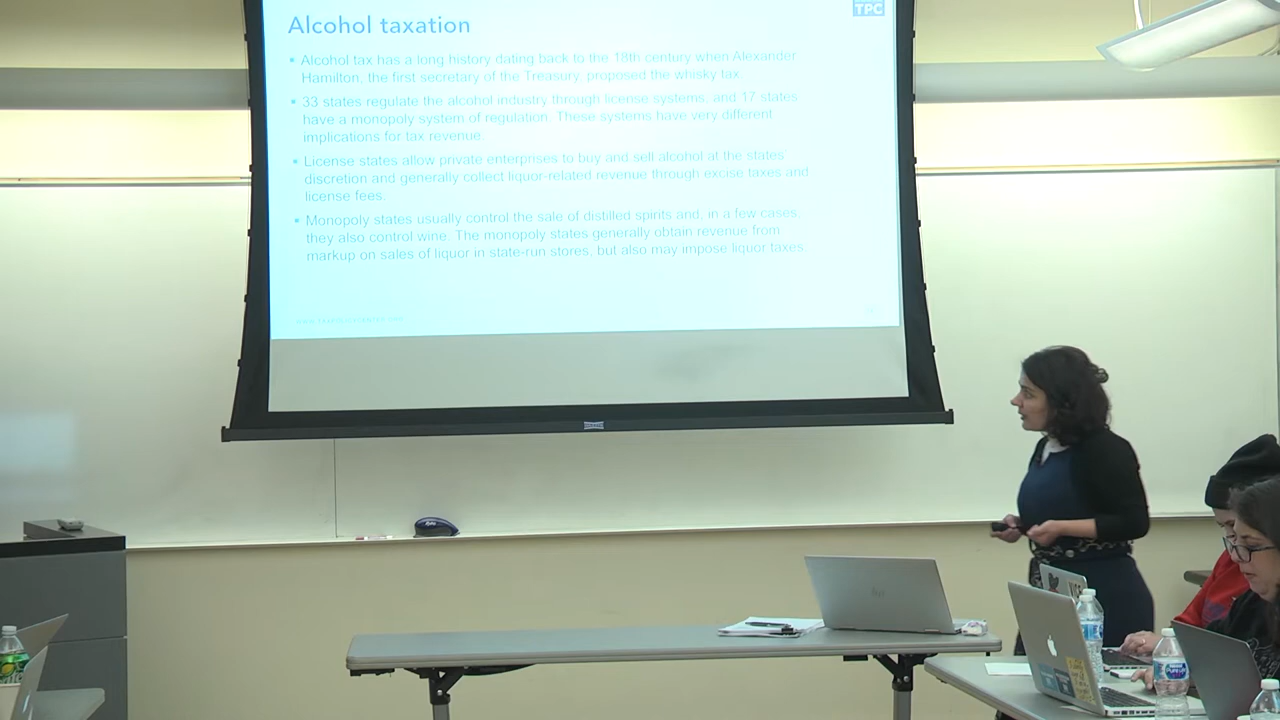 TPC
Alcohol taxation
Alcohol tax has a long history dating back to the 18th century when Alexander
Hamilton, the first secretary of the Treasury, proposed the whisky tax.
33 states regulate the alcohol industry through license systems, and 17 states
have a monopoly system of regulation. These systems have very different
implications for tax revenue.
License states allow private enterprises to buy and sell alcohol at the states'
discretion and generally collect liquor-related revenue through excise taxes and
license fees.
Monopoly states usually control the sale of distilled spirits and, in a few cases,
they also control wine. The monopoly states generally obtain revenue from
markup on sales of liquor in state-run stores, but also may impose liquor taxes.